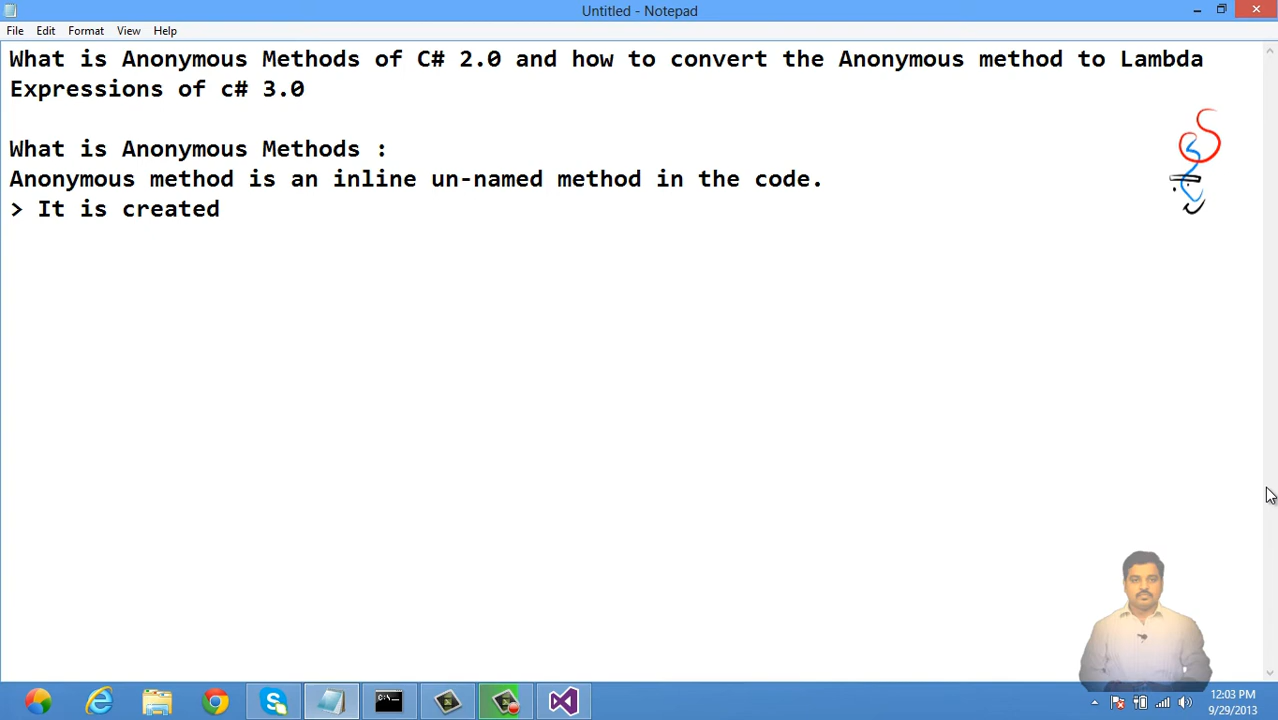 Untitled - Notepad
File Edit Format View Help
What is Anonymous Methods of C# 2.0 and how to convert the Anonymous method to Lambda
Expressions of c# 3.0
What is Anonymous Methods :
Anonymous method is an inline un-named method in the code.
> It is created
12:03 PM
9/29/2013